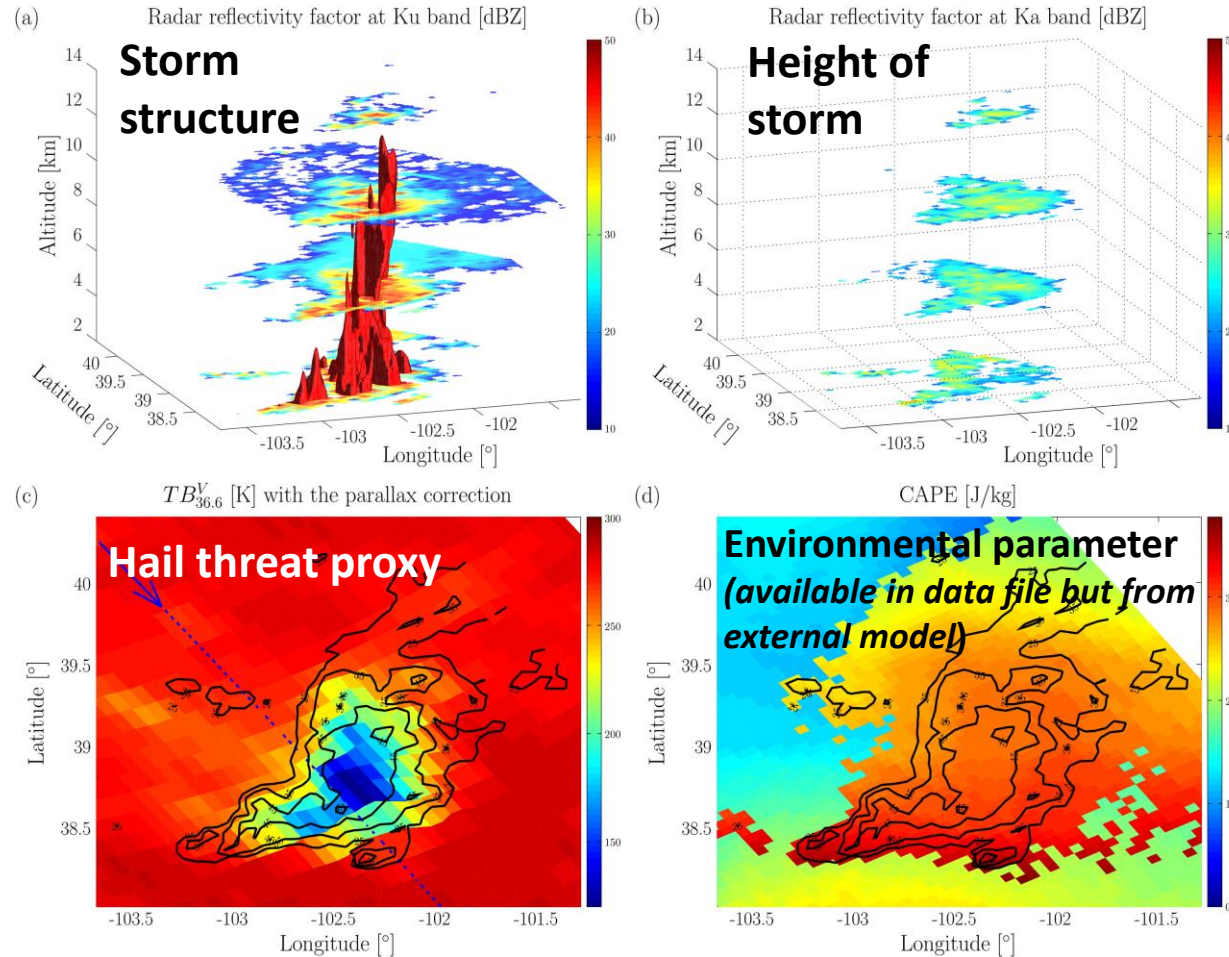 (a) Radar reflectivity factor at Ku band [dBZ]
Storm
structure
14
12
10
8
6
4
2
Altitude [km]
40
39.5
39
38.5
Latitude [°]
-103.5
-103
-102.5
-102
Longitude [°]
50
40
30
20
10
(b) Radar reflectivity factor at Ka band [dBZ]
Height of
storm
14
12
10
8
6
4
2
Altitude [km]
40
39.5
39
38.5
Latitude [°]
-103.5
-103
-102.5
-102
Longitude [°]
(c) TB^V_36.6 [K] with the parallax correction
Hail threat proxy
40
39.5
39
38.5
Latitude [°]
-103.5 -103 -102.5 -102 -101.5
Longitude [°]
300
250
200
150
(d) CAPE [J/kg]
Environmental parameter
(available in data file but from
external model)
40
39.5
39
38.5
Latitude [°]
-103.5 -103 -102.5 -102 -101.5
Longitude [°]